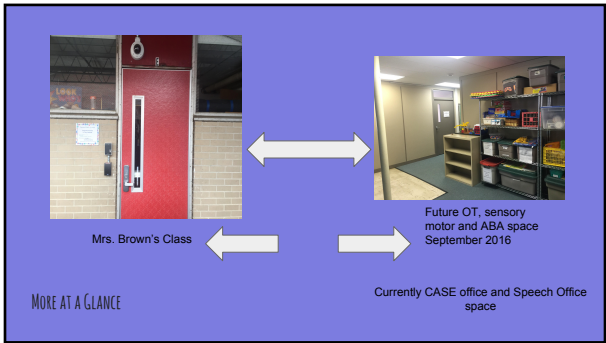 LOOK
Mrs. Brown's Class
Future OT, sensory
motor and ABA space
September 2016
Currently CASE office and Speech Office
space
More at a Glance